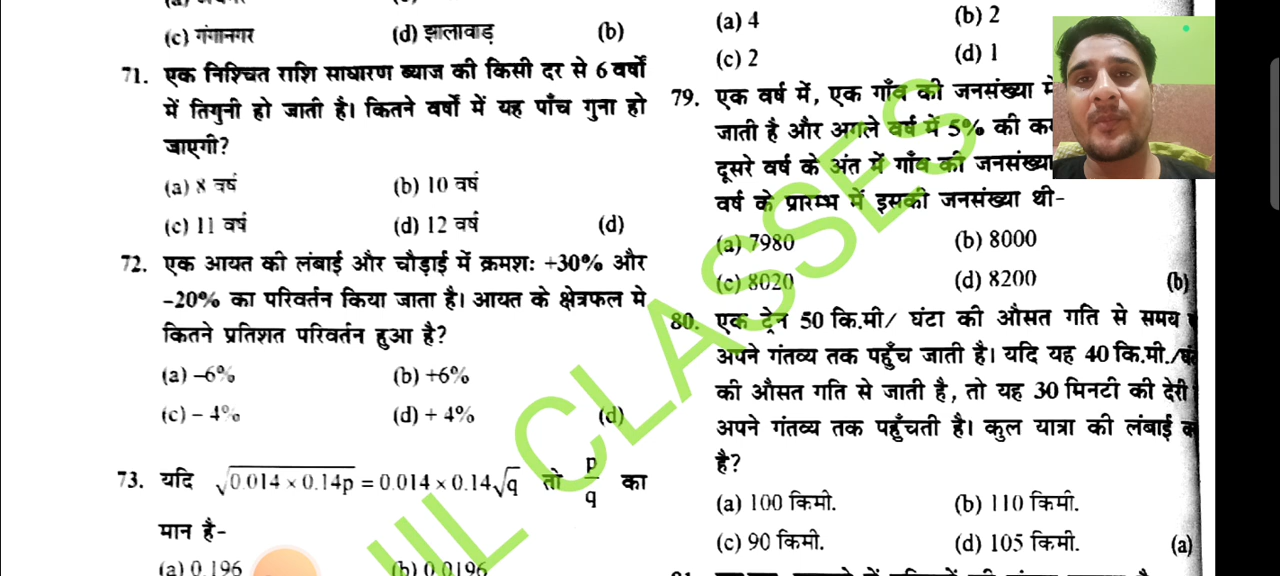 (c) गंगानगर (d) झालावाड़ (b)
71. एक निश्चित राशि साधारण ब्याज की किसी दर से 6 वर्षों
में तिगुनी हो जाती है। कितने वर्षों में यह पाँच गुना हो
जाएगी?
(a) 8 वर्ष (b) 10 वर्ष
(c) 11 वर्ष (d) 12 वर्ष (d)
72. एक आयत की लंबाई और चौड़ाई में क्रमशः +30% और
-20% का परिवर्तन किया जाता है। आयत के क्षेत्रफल मे
कितने प्रतिशत परिवर्तन हुआ है?
(a) -6% (b) +6%
(c) - 4% (d) + 4% (d)
73. यदि √(0.014 × 0.14p) = 0.014 × 0.14√q तो p/q का
मान है-
(a) 0.196 (b) 0.0196
(a) 4 (b) 2
(c) 2 (d) 1
79. एक वर्ष में, एक गाँव की जनसंख्या में
जाती है और अगले वर्ष में 5% की
दूसरे वर्ष के अंत में गाँव की जनसंख्या
वर्ष के प्रारम्भ में इसकी जनसंख्या थी-
(a) 7980 (b) 8000
(c) 8020 (d) 8200 (b)
80. एक ट्रेन 50 कि.मी/ घंटा की औसत गति से समय
अपने गंतव्य तक पहुँच जाती है। यदि यह 40 कि.मी./
की औसत गति से जाती है, तो यह 30 मिनटी की देरी
अपने गंतव्य तक पहुँचती है। कुल यात्रा की लंबाई
है?
(a) 100 किमी. (b) 110 किमी.
(c) 90 किमी. (d) 105 किमी. (a)
CLASSES